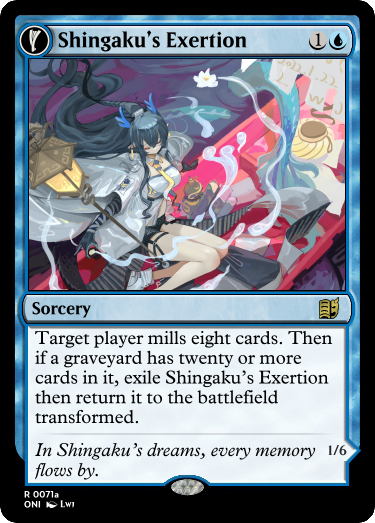 Shingaku's Exertion 1
Sorcery
Target player mills eight cards. Then
if a graveyard has twenty or more
cards in it, exile Shingaku's Exertion
then return it to the battlefield
transformed.
In Shingaku's dreams, every memory
flows by.
1/6
R 0071a
ONI LW1